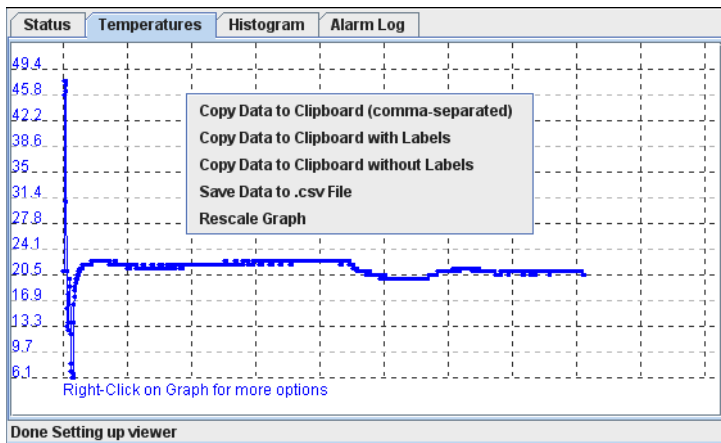 Status Temperatures Histogram Alarm Log
49.4
45.8
Copy Data to Clipboard (comma-separated)
42.2
Copy Data to Clipboard with Labels
38.6
Copy Data to Clipboard without Labels
35
Save Data to .csv File
31.4
Rescale Graph
27.8
24.1
20.5
16.9
13.3
9.7
6.1
Right-Click on Graph for more options
Done Setting up viewer